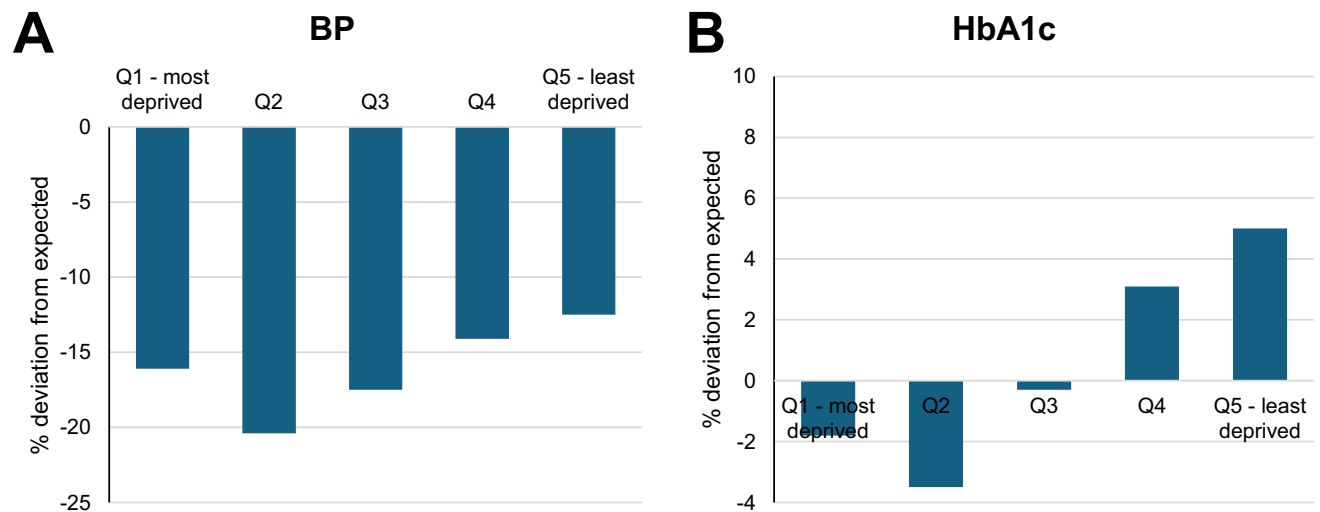 A
BP
Q1 - most
deprived
Q2
Q3
Q4
Q5 - least
deprived
0
-5
-10
-15
-20
-25
% deviation from expected
B
HbA1c
10
8
6
4
2
0
-2
-4
% deviation from expected
Q1 - most
deprived
Q2
Q3
Q4
Q5 - least
deprived